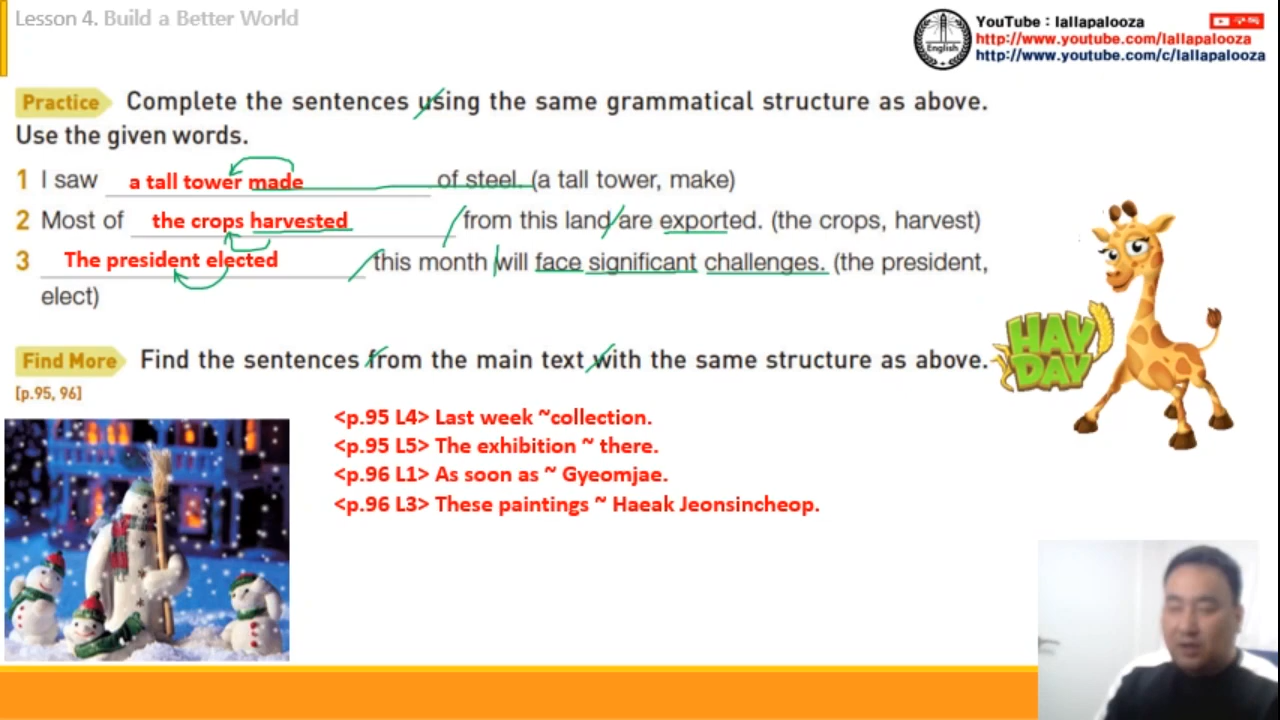 Lesson 4. Build a Better World
YouTube : lallapalooza
http://www.youtube.com/lallapalooza
http://www.youtube.com/c/lallapalooza
English
Practice Complete the sentences using the same grammatical structure as above.
Use the given words.
1 I saw a tall tower made of steel. (a tall tower, make)
2 Most of the crops harvested from this land are exported. (the crops, harvest)
3 The president elected this month will face significant challenges. (the president,
elect)
Find More Find the sentences from the main text with the same structure as above.
[p.95, 96]
HAY
DAY
<p.95 L4> Last week ~collection.
<p.95 L5> The exhibition ~ there.
<p.96 L1> As soon as ~ Gyeomjae.
<p.96 L3> These paintings ~ Haeak Jeonsincheop.